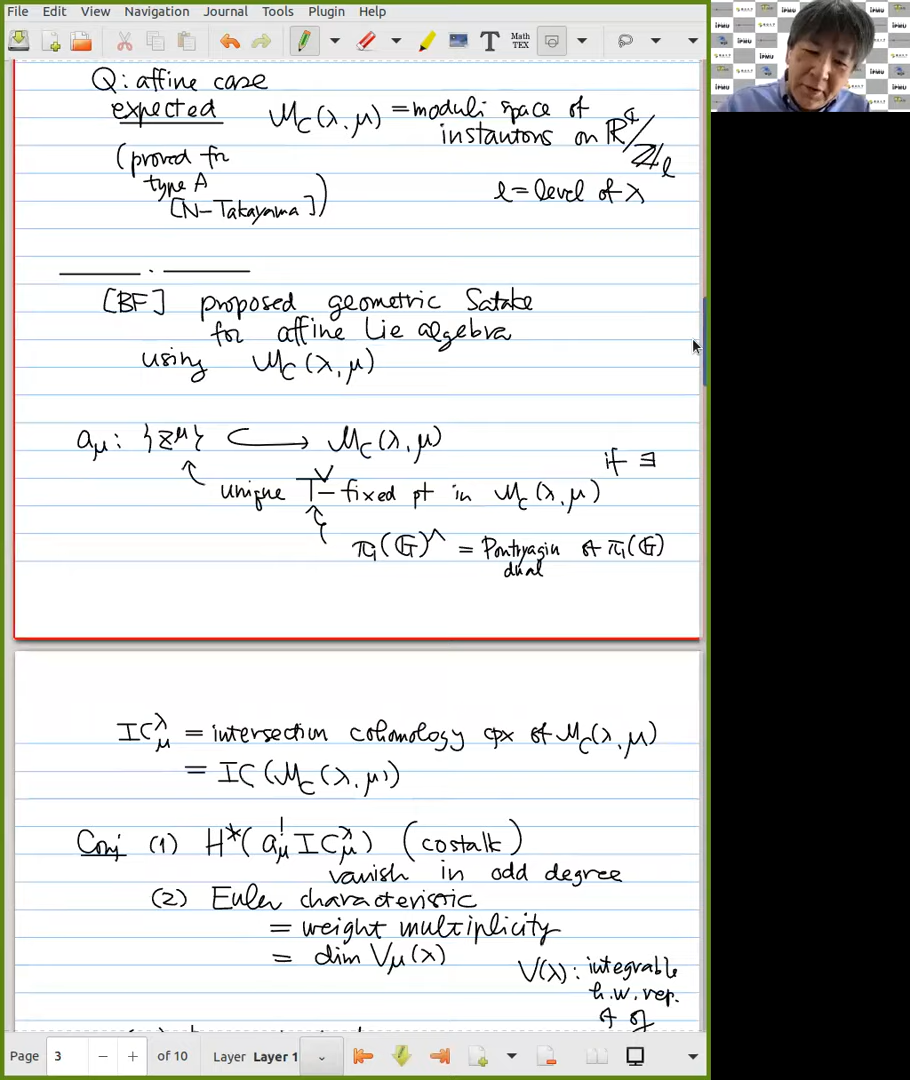 File Edit View Navigation Journal Tools Plugin Help
T Math TEX
Q: affine case
expected M_C(λ, μ) = moduli space of
instantons on ℝ⁴/ℤ_ℓ
(proved for
type A
[N-Takayama])
ℓ = level of λ
[BF] proposed geometric Satake
for affine Lie algebra
using M_C(λ, μ)
a_μ: {z^μ} ↪ M_C(λ, μ)
unique T-fixed pt in M_C(λ, μ) if ∃
π₁(G)^∧ = Pontryagin dual of π₁(G)
IC^λ_μ = intersection cohomology cpx of M_C(λ, μ)
= IC(M_C(λ, μ))
Conj (1) H*(a_μ^! IC^λ_μ) (costalk)
vanish in odd degree
(2) Euler characteristic
= weight multiplicity
= dim V_μ(λ)
V(λ): integrable
h.w. rep.
of 𝔤
Page 3 − + of 10 Layer Layer 1